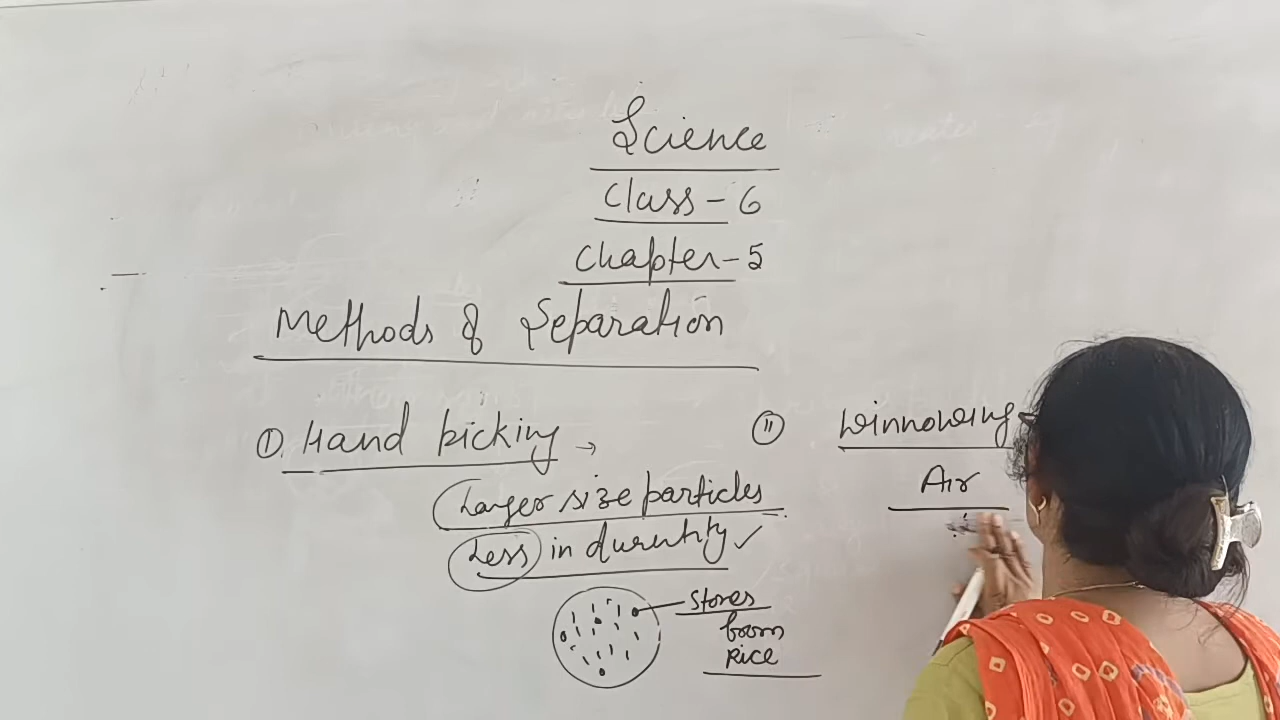 Science
Class - 6
Chapter - 5
Methods of Separation
① Hand picking →
Larger size particles
Less in quantity ✓
Stones
from
Rice
⑪ Winnowing
Air